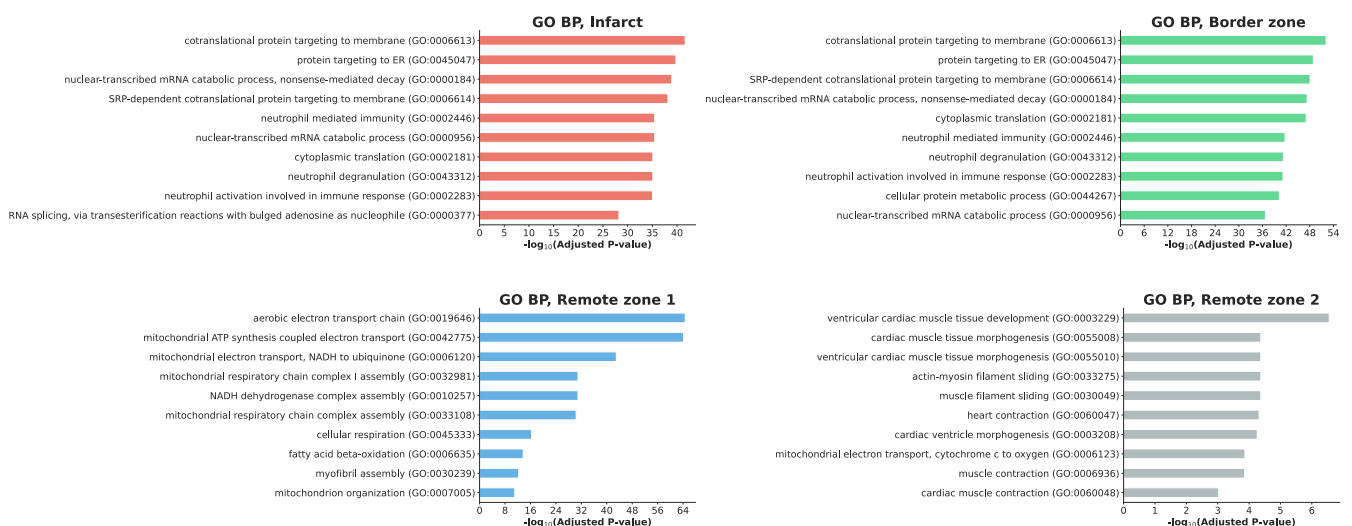 GO BP, Infarct
cotranslational protein targeting to membrane (GO:0006613)
protein targeting to ER (GO:0045047)
nuclear-transcribed mRNA catabolic process, nonsense-mediated decay (GO:0000184)
SRP-dependent cotranslational protein targeting to membrane (GO:0006614)
neutrophil mediated immunity (GO:0002446)
nuclear-transcribed mRNA catabolic process (GO:0000956)
cytoplasmic translation (GO:0002181)
neutrophil degranulation (GO:0043312)
neutrophil activation involved in immune response (GO:0002283)
RNA splicing, via transesterification reactions with bulged adenosine as nucleophile (GO:0000377)
0 5 10 15 20 25 30 35 40
-log₁₀(Adjusted P-value)
GO BP, Border zone
cotranslational protein targeting to membrane (GO:0006613)
protein targeting to ER (GO:0045047)
SRP-dependent cotranslational protein targeting to membrane (GO:0006614)
nuclear-transcribed mRNA catabolic process, nonsense-mediated decay (GO:0000184)
cytoplasmic translation (GO:0002181)
neutrophil mediated immunity (GO:0002446)
neutrophil degranulation (GO:0043312)
neutrophil activation involved in immune response (GO:0002283)
cellular protein metabolic process (GO:0044267)
nuclear-transcribed mRNA catabolic process (GO:0000956)
0 6 12 18 24 30 36 42 48 54
-log₁₀(Adjusted P-value)
GO BP, Remote zone 1
aerobic electron transport chain (GO:0019646)
mitochondrial ATP synthesis coupled electron transport (GO:0042775)
mitochondrial electron transport, NADH to ubiquinone (GO:0006120)
mitochondrial respiratory chain complex I assembly (GO:0032981)
NADH dehydrogenase complex assembly (GO:0010257)
mitochondrial respiratory chain complex assembly (GO:0033108)
cellular respiration (GO:0045333)
fatty acid beta-oxidation (GO:0006635)
myofibril assembly (GO:0030239)
mitochondrion organization (GO:0007005)
0 8 16 24 32 40 48 56 64
-log₁₀(Adjusted P-value)
GO BP, Remote zone 2
ventricular cardiac muscle tissue development (GO:0003229)
cardiac muscle tissue morphogenesis (GO:0055008)
ventricular cardiac muscle tissue morphogenesis (GO:0055010)
actin-myosin filament sliding (GO:0033275)
muscle filament sliding (GO:0030049)
heart contraction (GO:0060047)
cardiac ventricle morphogenesis (GO:0003208)
mitochondrial electron transport, cytochrome c to oxygen (GO:0006123)
muscle contraction (GO:0006936)
cardiac muscle contraction (GO:0060048)
0 1 2 3 4 5 6
-log₁₀(Adjusted P-value)